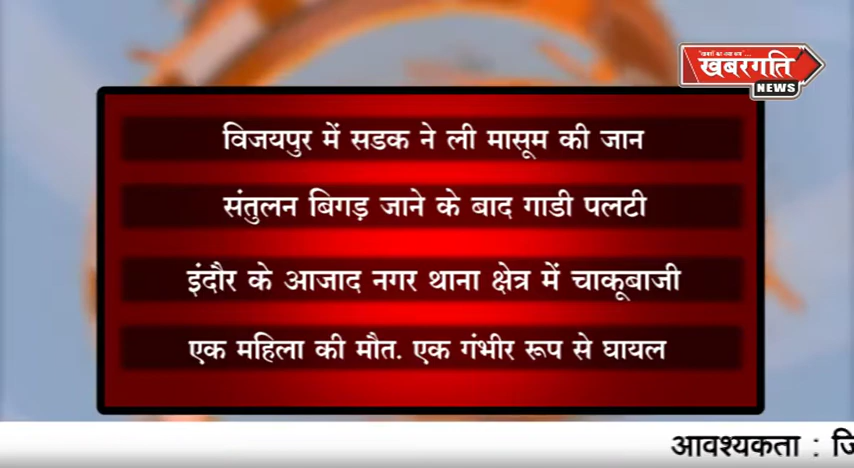 खबरगति
NEWS
विजयपुर में सडक ने ली मासूम की जान
संतुलन बिगड़ जाने के बाद गाडी पलटी
इंदौर के आजाद नगर थाना क्षेत्र में चाकूबाजी
एक महिला की मौत. एक गंभीर रूप से घायल
आवश्यकता :